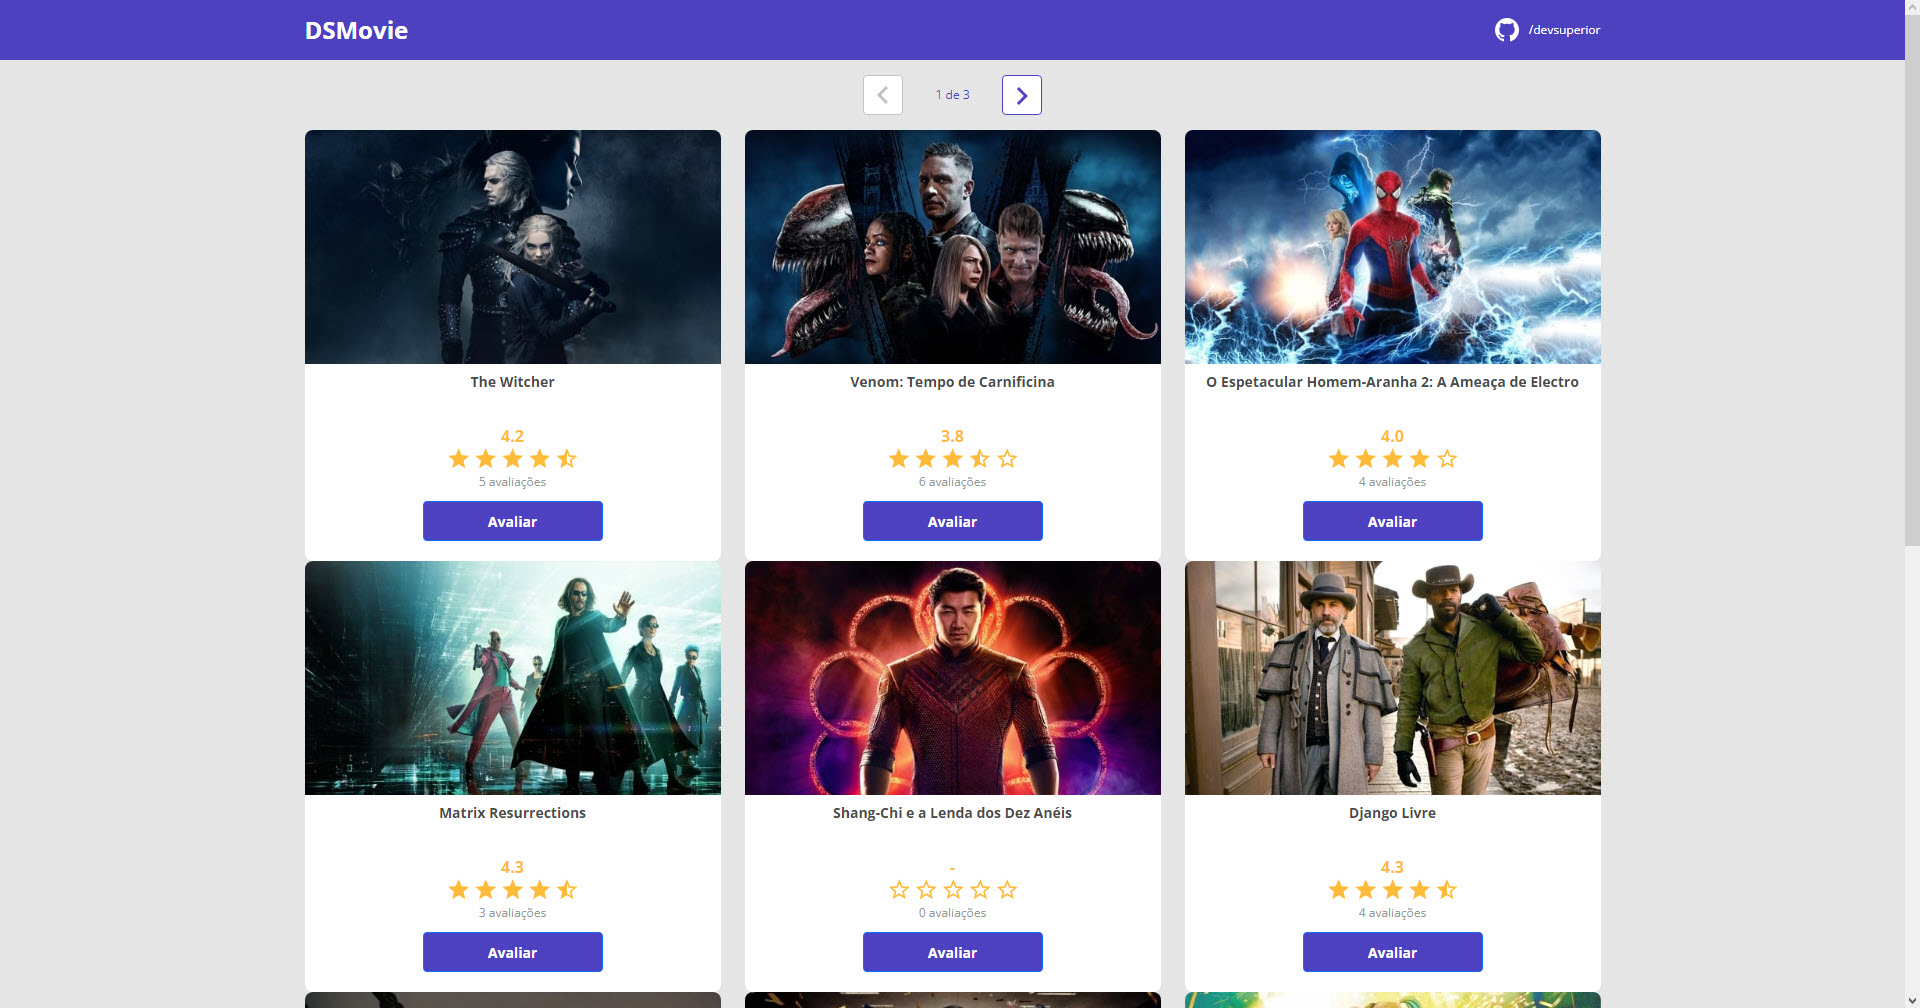 DSMovie
/devsuperior
1 de 3
The Witcher
4.2
5 avaliações
Avaliar
Venom: Tempo de Carnificina
3.8
6 avaliações
Avaliar
O Espetacular Homem-Aranha 2: A Ameaça de Electro
4.0
4 avaliações
Avaliar
Matrix Resurrections
4.3
3 avaliações
Avaliar
Shang-Chi e a Lenda dos Dez Anéis
-
0 avaliações
Avaliar
Django Livre
4.3
4 avaliações
Avaliar